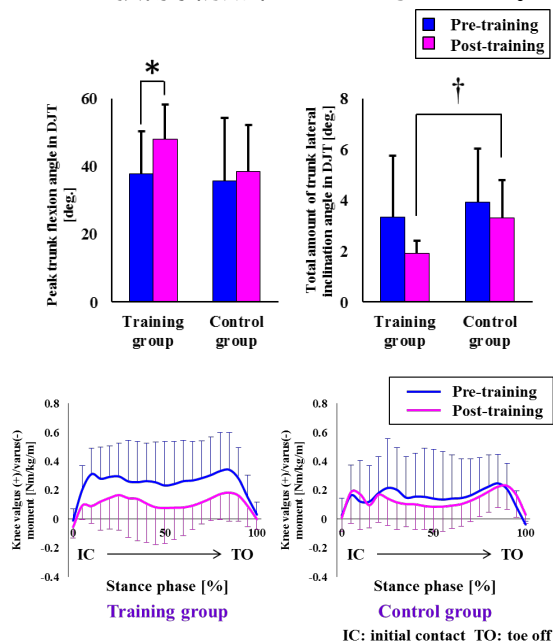 Pre-training
Post-training
*
†
Peak trunk flexion angle in DJT
[deg.]
60
40
20
0
Training
group
Control
group
Total amount of trunk lateral
inclination angle in DJT [deg.]
8
6
4
2
0
Training
group
Control
group
Pre-training
Post-training
Knee valgus (+)/varus(-)
moment [Nm/kg/m]
0.8
0.6
0.4
0.2
0
-0.2
-0.4
0
50
100
IC
TO
Stance phase [%]
Training group
Knee valgus (+)/varus(-)
moment [Nm/kg/m]
0.8
0.6
0.4
0.2
0
-0.2
-0.4
0
50
100
IC
TO
Stance phase [%]
Control group
IC: initial contact TO: toe off